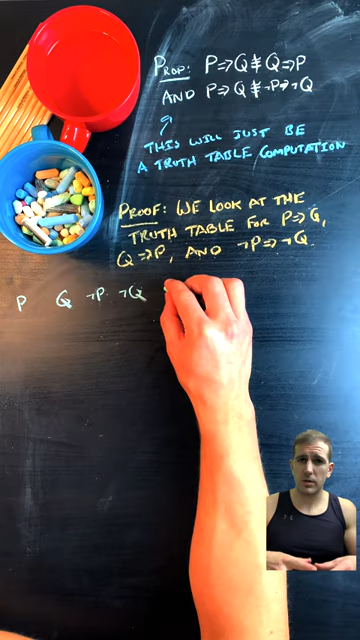 PROP: P⇒Q ≢ Q⇒P
AND P⇒Q ≢ ¬P⇒¬Q
THIS WILL JUST BE
A TRUTH TABLE COMPUTATION
PROOF: WE LOOK AT THE
TRUTH TABLE FOR P⇒Q,
Q⇒P, AND ¬P⇒¬Q.
P Q ¬P ¬Q